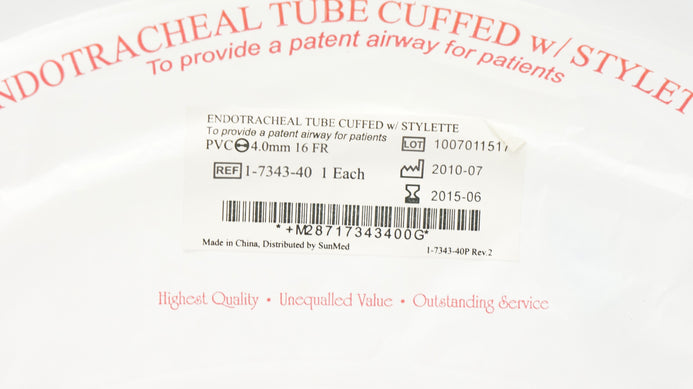 ENDOTRACHEAL TUBE CUFFED w/ STYLET
To provide a patent airway for patients
ENDOTRACHEAL TUBE CUFFED w/ STYLETTE
To provide a patent airway for patients
PVC 4.0mm 16 FR
LOT 1007011517
REF 1-7343-40 1 Each
2010-07
2015-06
*+M28717343400G*
Made in China, Distributed by SunMed
1-7343-40P Rev.2
Highest Quality • Unequalled Value • Outstanding Service